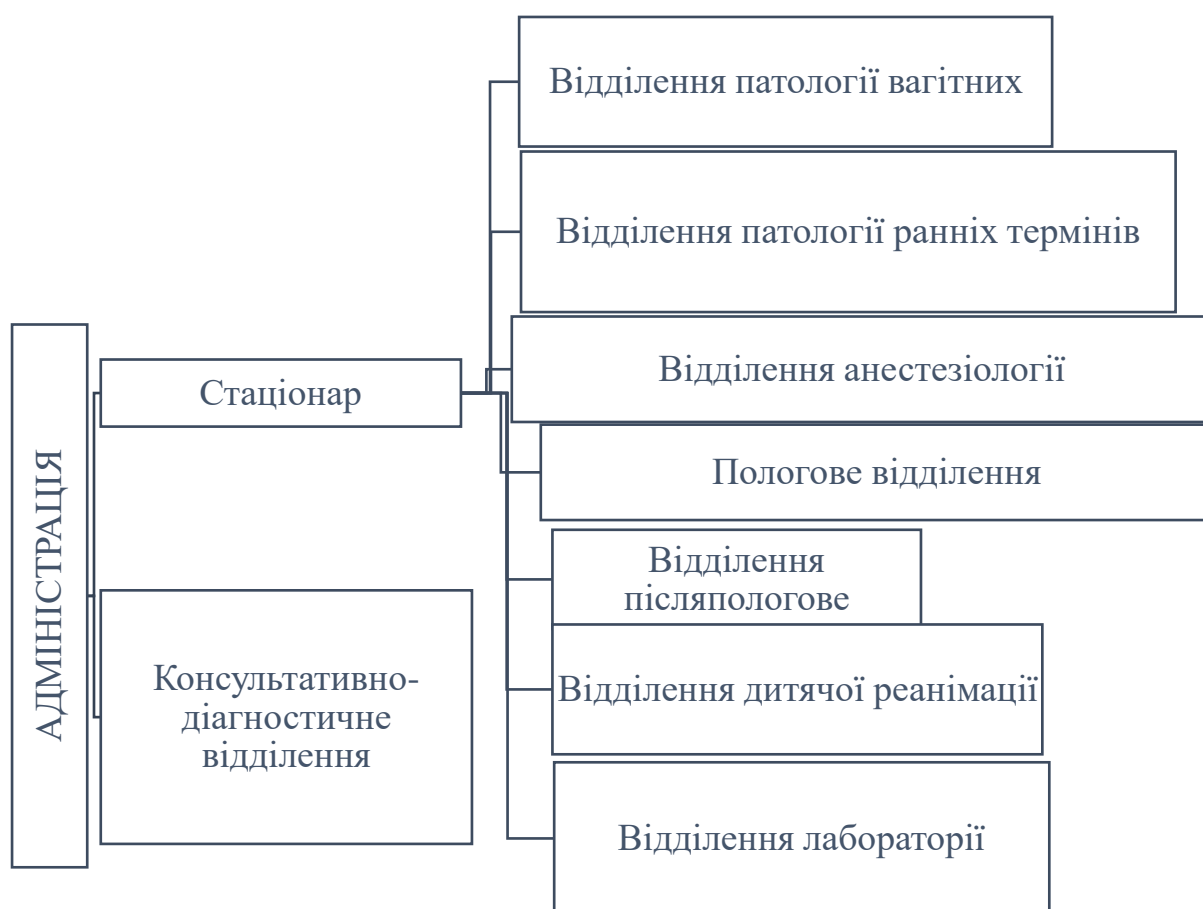 АДМІНІСТРАЦІЯ
Стаціонар
Відділення патології вагітних
Відділення патології ранніх термінів
Відділення анестезіології
Пологове відділення
Відділення
післяпологове
Відділення дитячої реанімації
Відділення лабораторії
Консультативно-
діагностичне
відділення